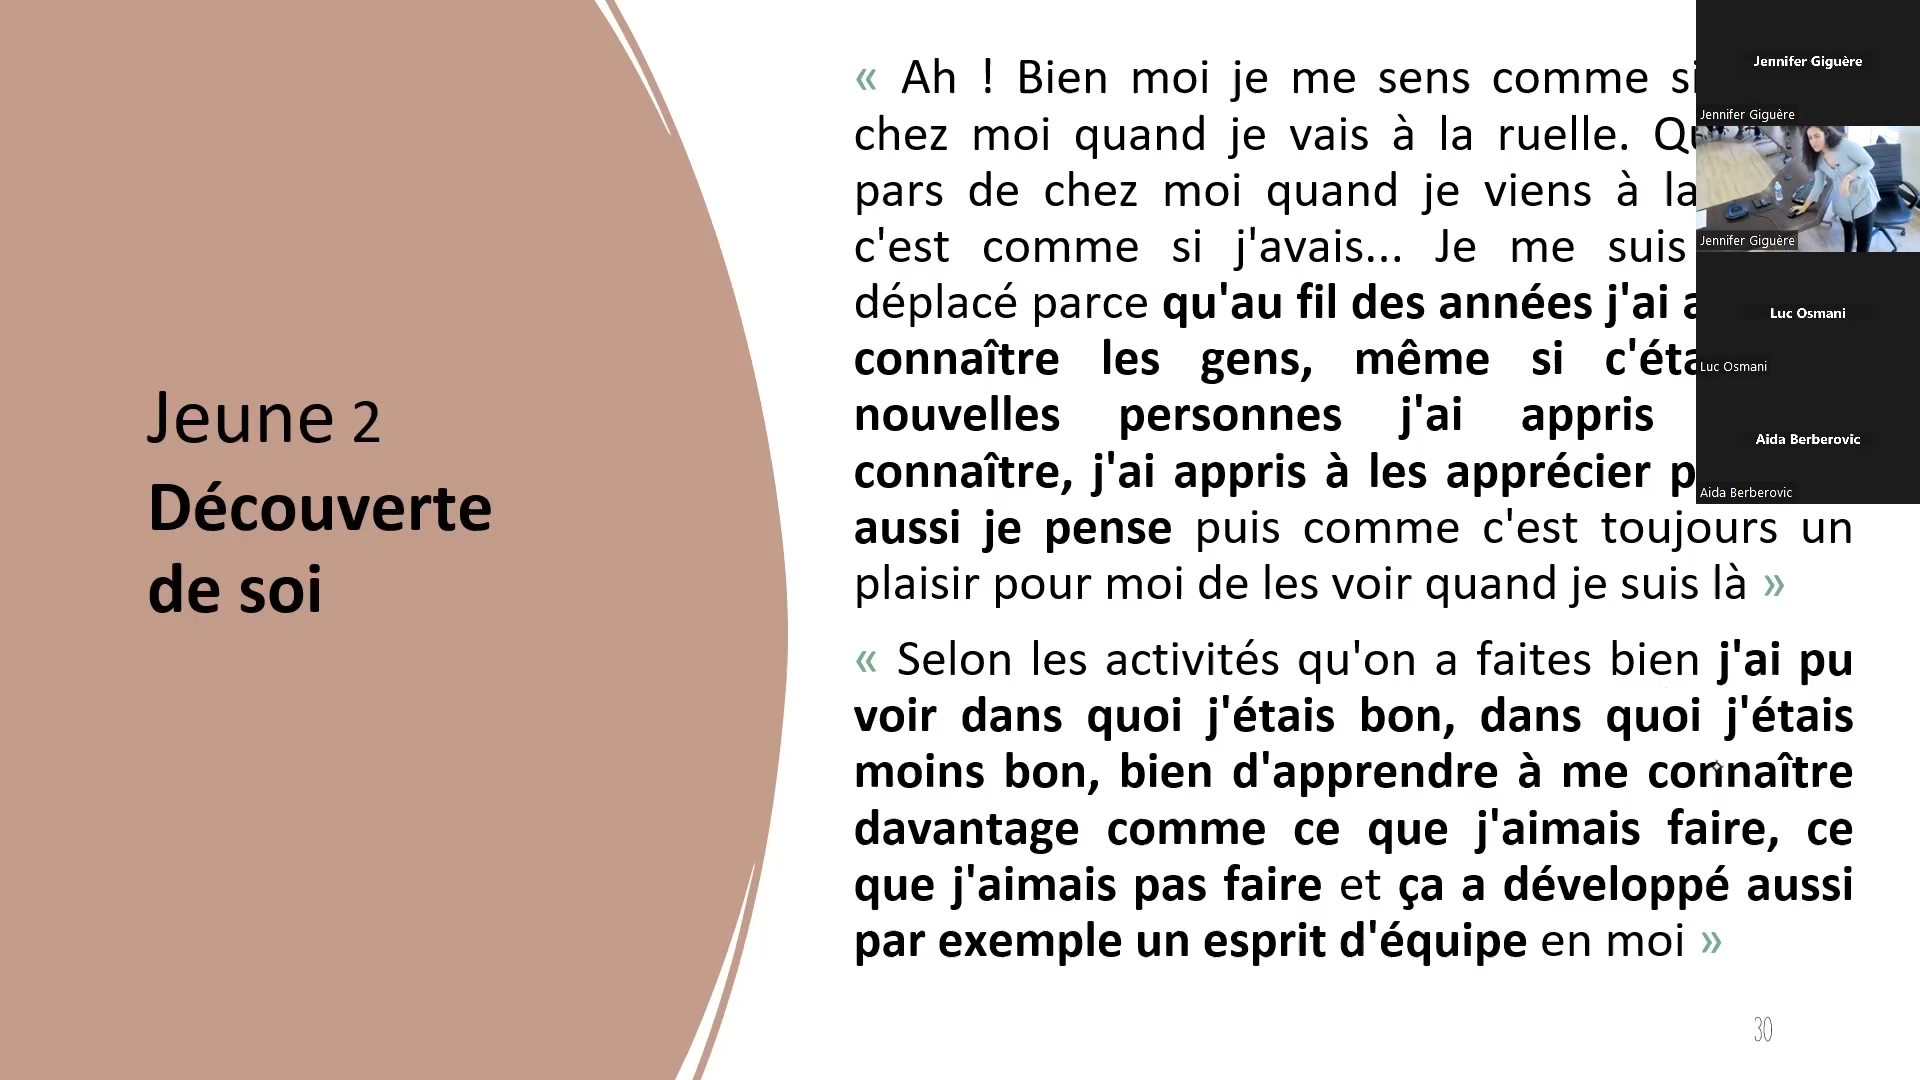 Jeune 2
Découverte
de soi
« Ah ! Bien moi je me sens comme si
chez moi quand je vais à la ruelle.
pars de chez moi quand je viens à la
c'est comme si j'avais... Je me suis
déplacé parce qu'au fil des années j'ai
connaître les gens, même si
nouvelles personnes j'ai appris
connaître, j'ai appris à les apprécier
aussi je pense puis comme c'est toujours un
plaisir pour moi de les voir quand je suis là »
« Selon les activités qu'on a faites bien j'ai pu
voir dans quoi j'étais bon, dans quoi j'étais
moins bon, bien d'apprendre à me connaître
davantage comme ce que j'aimais faire, ce
que j'aimais pas faire et ça a développé aussi
par exemple un esprit d'équipe en moi »
30
Jennifer Giguère
Jennifer Giguère
Jennifer Giguère
Luc Osmani
Luc Osmani
Aida Berberovic
Aida Berberovic